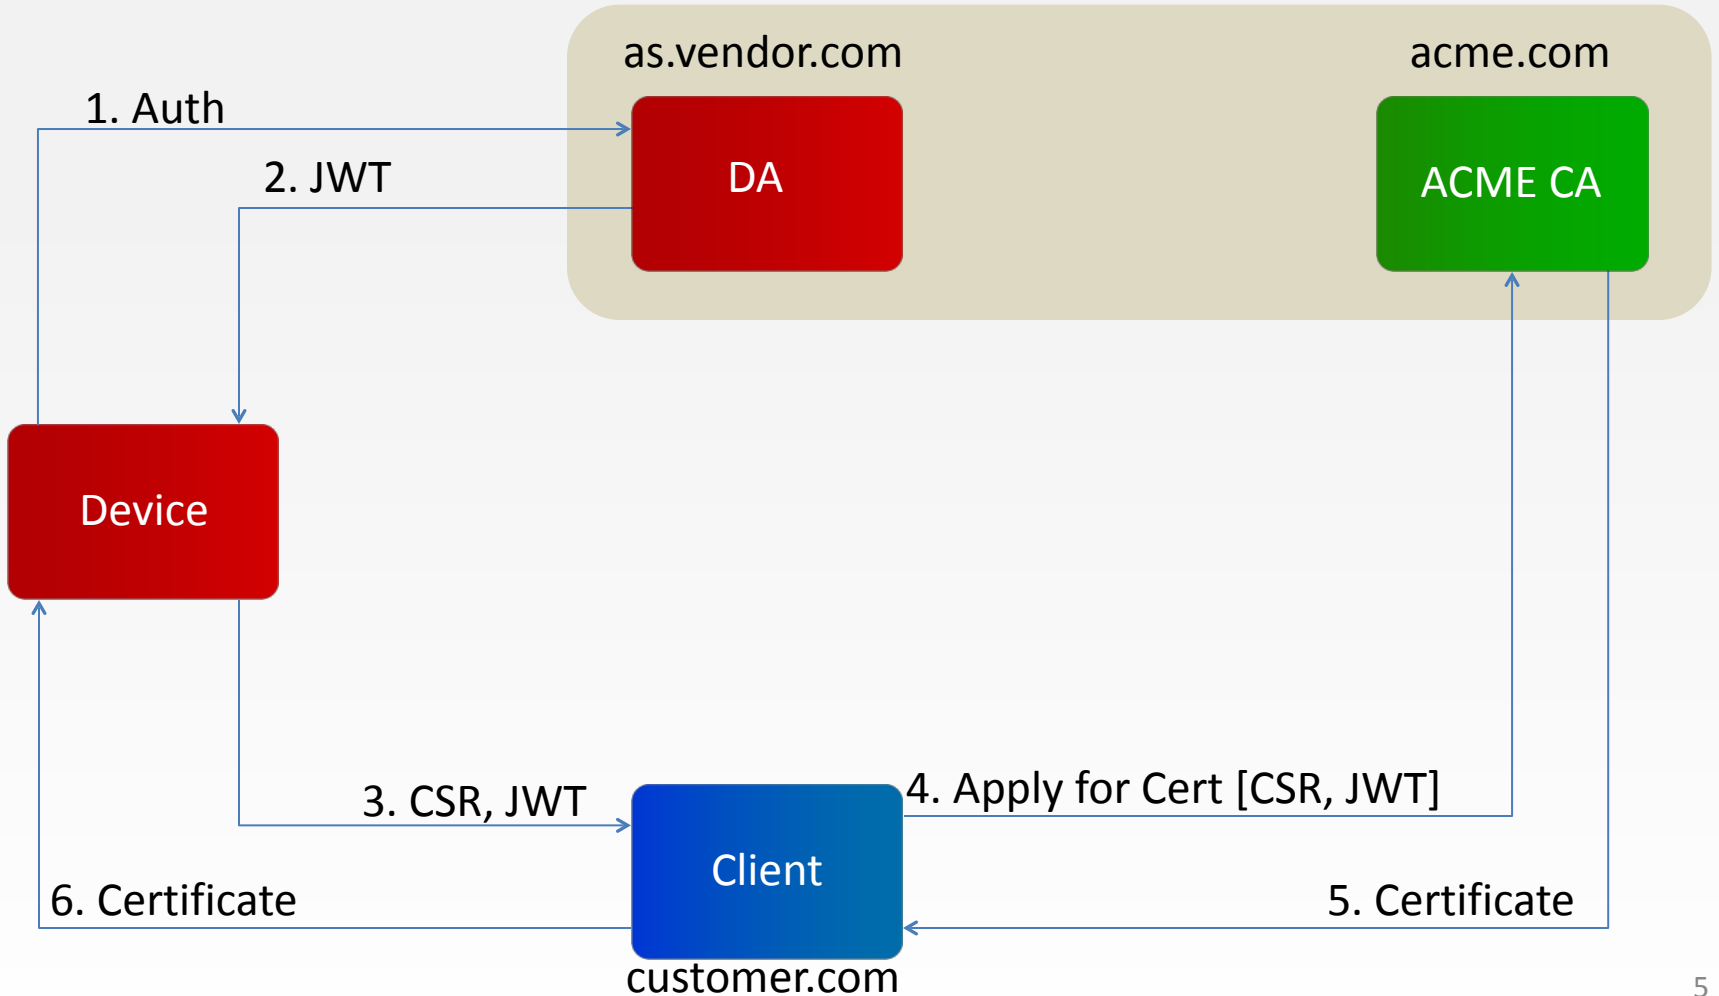 as.vendor.com
acme.com
1. Auth
2. JWT
DA
ACME CA
Device
3. CSR, JWT
4. Apply for Cert [CSR, JWT]
Client
6. Certificate
5. Certificate
customer.com
5